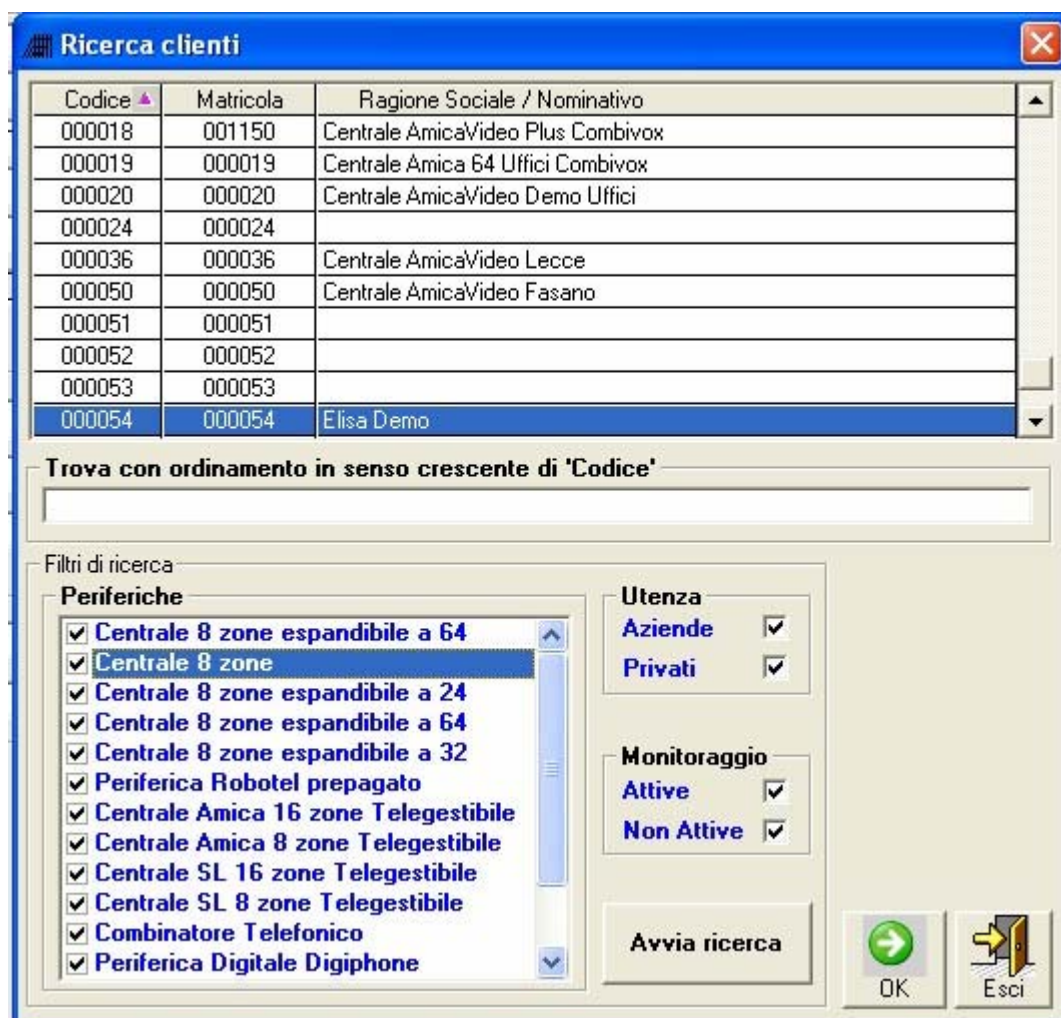 Ricerca clienti
Codice Matricola Ragione Sociale / Nominativo
000018 001150 Centrale AmicaVideo Plus Combivox
000019 000019 Centrale Amica 64 Uffici Combivox
000020 000020 Centrale AmicaVideo Demo Uffici
000024 000024
000036 000036 Centrale AmicaVideo Lecce
000050 000050 Centrale AmicaVideo Fasano
000051 000051
000052 000052
000053 000053
000054 000054 Elisa Demo
Trova con ordinamento in senso crescente di 'Codice'
Filtri di ricerca
Periferiche
Centrale 8 zone espandibile a 64
Centrale 8 zone
Centrale 8 zone espandibile a 24
Centrale 8 zone espandibile a 64
Centrale 8 zone espandibile a 32
Periferica Robotel prepagato
Centrale Amica 16 zone Telegestibile
Centrale Amica 8 zone Telegestibile
Centrale SL 16 zone Telegestibile
Centrale SL 8 zone Telegestibile
Combinatore Telefonico
Periferica Digitale Digiphone
Utenza
Aziende
Privati
Monitoraggio
Attive
Non Attive
Avvia ricerca
OK
Esci